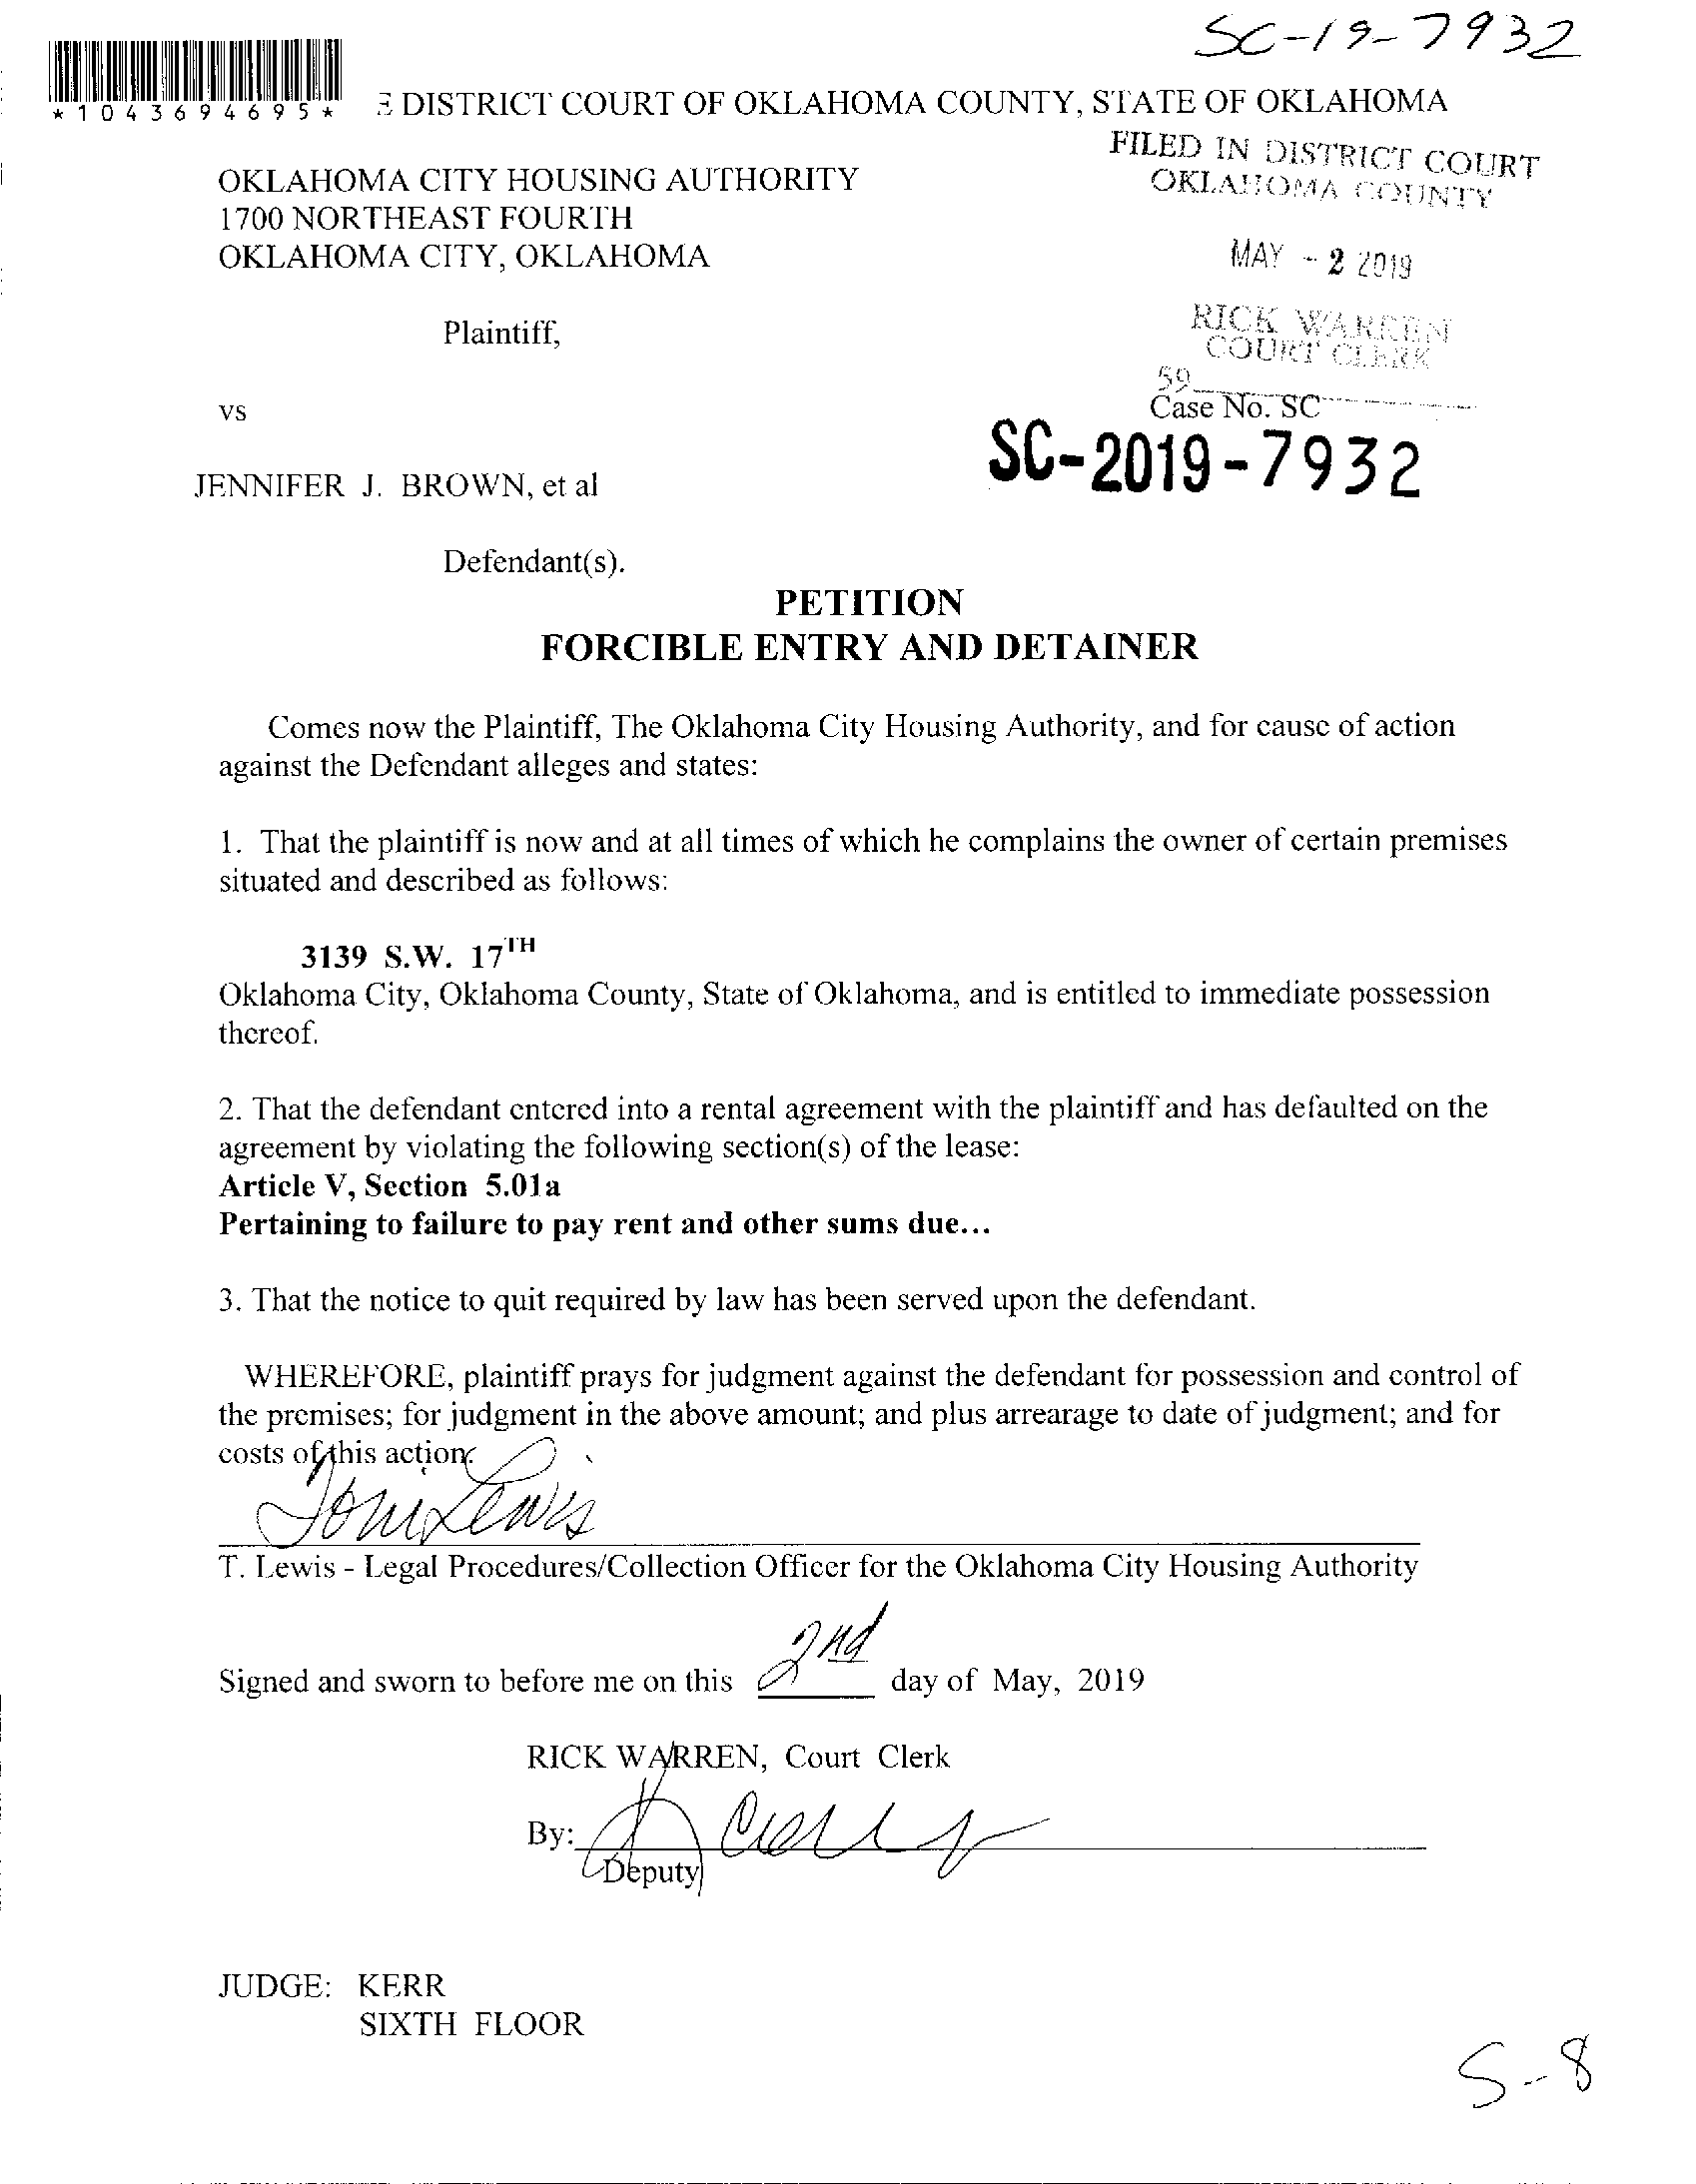 SC-19-7932
*1043694695*
E DISTRICT COURT OF OKLAHOMA COUNTY, STATE OF OKLAHOMA
FILED IN DISTRICT COURT
OKLAHOMA COUNTY
OKLAHOMA CITY HOUSING AUTHORITY
1700 NORTHEAST FOURTH
OKLAHOMA CITY, OKLAHOMA
MAY - 2 2019
RICK WARREN
COURT CLERK
Plaintiff,
59
Case No. SC
vs
SC-2019-7932
JENNIFER J. BROWN, et al
Defendant(s).
PETITION
FORCIBLE ENTRY AND DETAINER
Comes now the Plaintiff, The Oklahoma City Housing Authority, and for cause of action
against the Defendant alleges and states:
1. That the plaintiff is now and at all times of which he complains the owner of certain premises
situated and described as follows:
3139 S.W. 17TH
Oklahoma City, Oklahoma County, State of Oklahoma, and is entitled to immediate possession
thereof.
2. That the defendant entered into a rental agreement with the plaintiff and has defaulted on the
agreement by violating the following section(s) of the lease:
Article V, Section 5.01a
Pertaining to failure to pay rent and other sums due...
3. That the notice to quit required by law has been served upon the defendant.
WHEREFORE, plaintiff prays for judgment against the defendant for possession and control of
the premises; for judgment in the above amount; and plus arrearage to date of judgment; and for
costs of this action.
Toni Lewis
T. Lewis - Legal Procedures/Collection Officer for the Oklahoma City Housing Authority
Signed and sworn to before me on this 2nd day of May, 2019
RICK WARREN, Court Clerk
By:
Deputy
JUDGE: KERR
SIXTH FLOOR
S-8